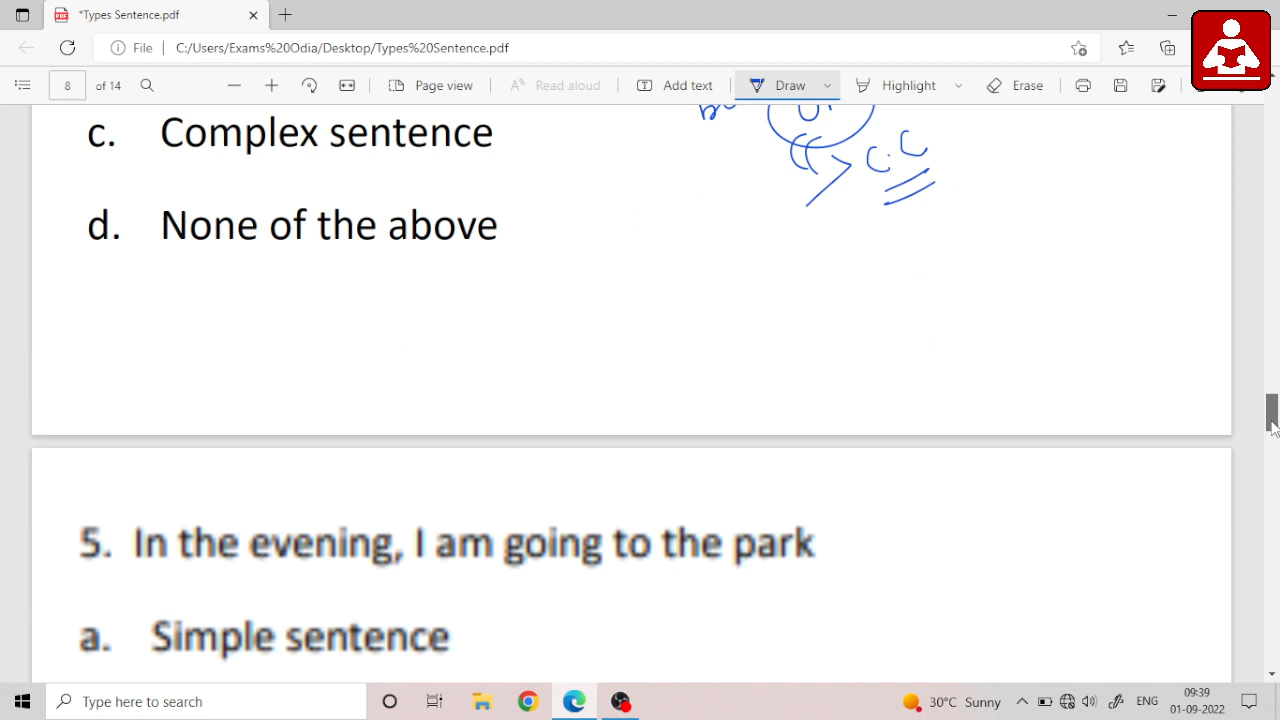 *Types Sentence.pdf
File C:/Users/Exams%20Odia/Desktop/Types%20Sentence.pdf
8 of 14 Page view Read aloud Add text Draw Highlight Erase
c. Complex sentence
C.C
d. None of the above
5. In the evening, I am going to the park
a. Simple sentence
Type here to search
30°C Sunny ENG 09:39
01-09-2022